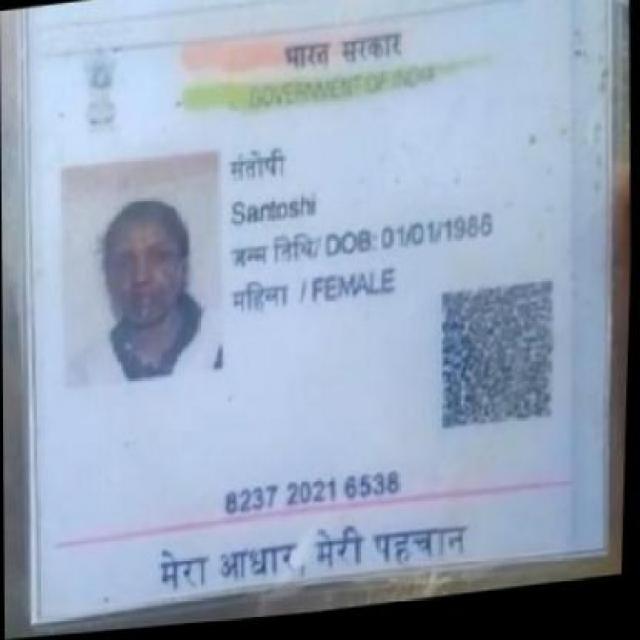 भारत सरकार
GOVERNMENT OF INDIA
संतोषी
Santoshi
जन्म तिथि/ DOB: 01/01/1986
महिला / FEMALE
8237 2021 6538
मेरा आधार, मेरी पहचान